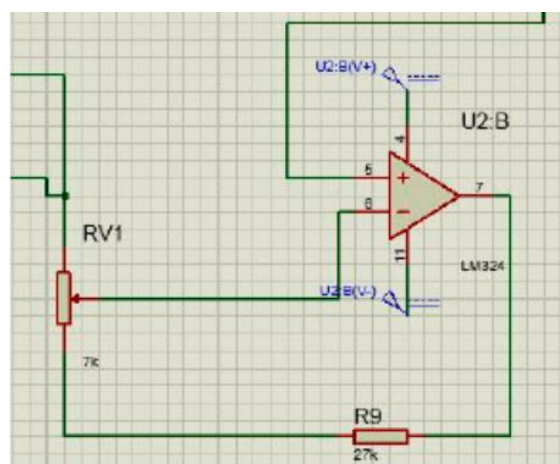 U2:B(V+)
U2:B
4
5
+
7
6
−
RV1
11
LM324
U2:B(V-)
7k
R9
27k